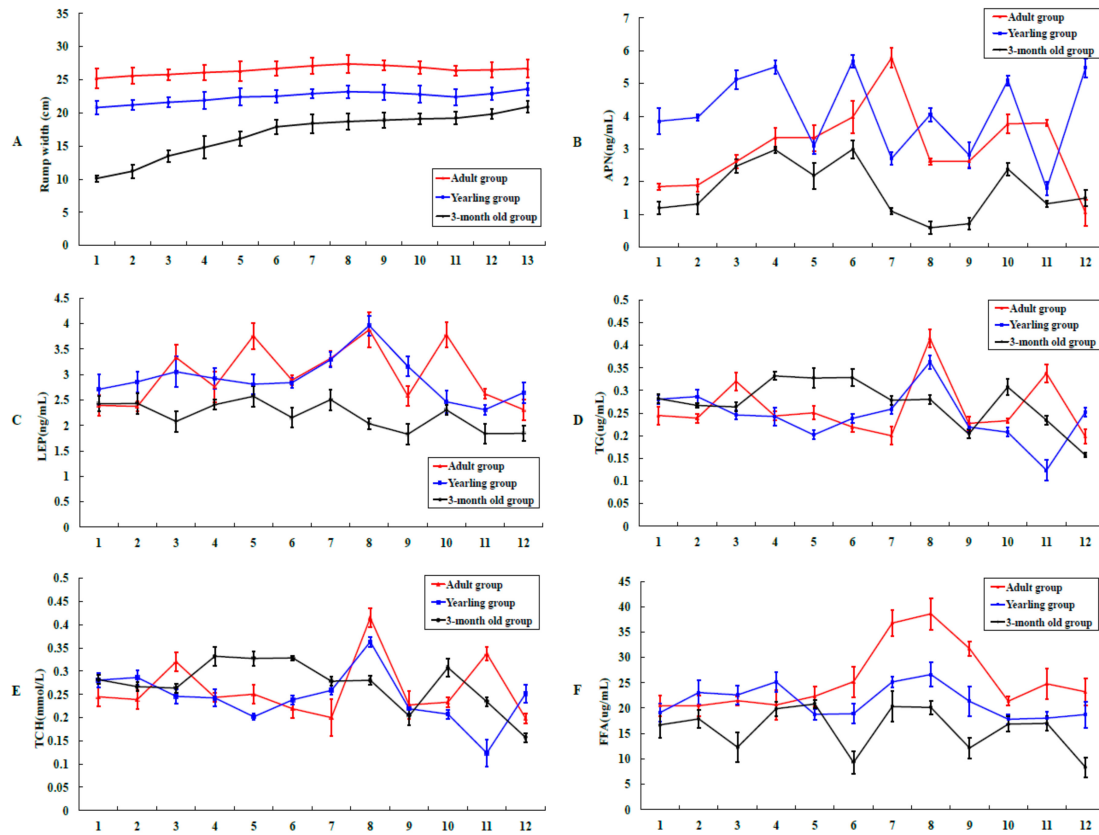 A
Rump width (cm)
35
30
25
20
15
10
5
0
1 2 3 4 5 6 7 8 9 10 11 12 13
Adult group
Yearling group
3-month old group
B
APN(ng/mL)
7
6
5
4
3
2
1
0
1 2 3 4 5 6 7 8 9 10 11 12
Adult group
Yearling group
3-month old group
C
LEP(ng/mL)
4.5
4
3.5
3
2.5
2
1.5
1
0.5
0
1 2 3 4 5 6 7 8 9 10 11 12
Adult group
Yearling group
3-month old group
D
TG(ug/mL)
0.5
0.45
0.4
0.35
0.3
0.25
0.2
0.15
0.1
0.05
0
1 2 3 4 5 6 7 8 9 10 11 12
Adult group
Yearling group
3-month old group
E
TCH(mmol/L)
0.5
0.45
0.4
0.35
0.3
0.25
0.2
0.15
0.1
0.05
0
1 2 3 4 5 6 7 8 9 10 11 12
Adult group
Yearling group
3-month old group
F
FFA(ug/mL)
45
40
35
30
25
20
15
10
5
0
1 2 3 4 5 6 7 8 9 10 11 12
Adult group
Yearling group
3-month old group